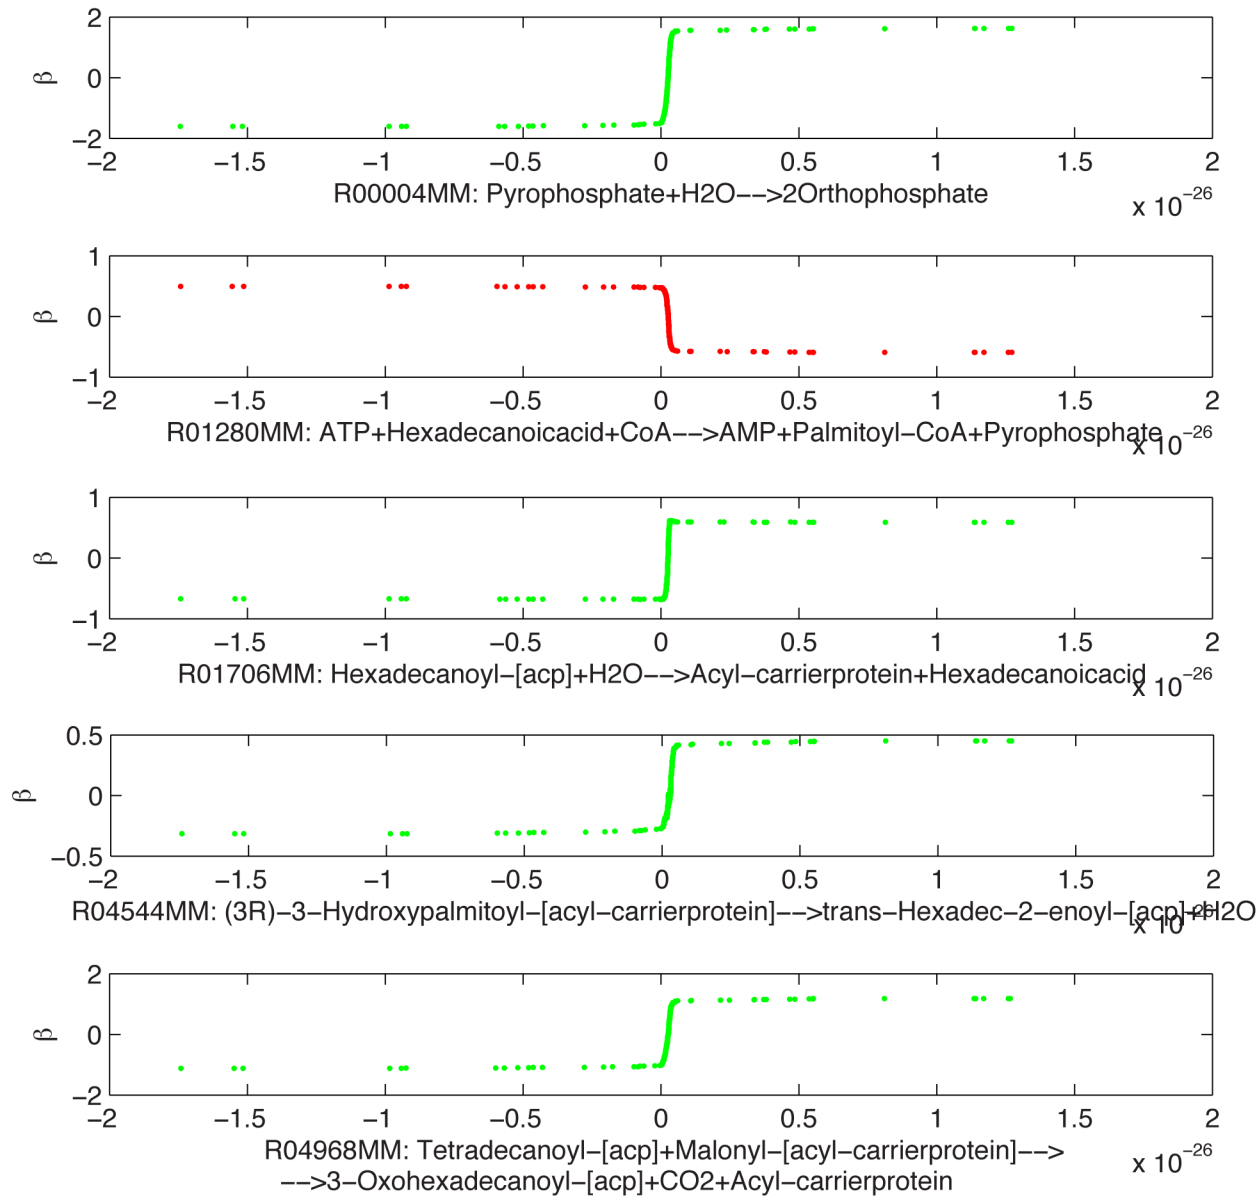 2
0
−2
β
−2 −1.5 −1 −0.5 0 0.5 1 1.5 2
R00004MM: Pyrophosphate+H2O−−>2Orthophosphate
x 10−26
1
0
−1
β
−2 −1.5 −1 −0.5 0 0.5 1 1.5 2
R01280MM: ATP+Hexadecanoicacid+CoA−−>AMP+Palmitoyl−CoA+Pyrophosphate
x 10−26
1
0
−1
β
−2 −1.5 −1 −0.5 0 0.5 1 1.5 2
R01706MM: Hexadecanoyl−[acp]+H2O−−>Acyl−carrierprotein+Hexadecanoicacid
x 10−26
0.5
0
−0.5
β
−2 −1.5 −1 −0.5 0 0.5 1 1.5 2
R04544MM: (3R)−3−Hydroxypalmitoyl−[acyl−carrierprotein]−−>trans−Hexadec−2−enoyl−[acp]+H2O
x 10−26
2
0
−2
β
−2 −1.5 −1 −0.5 0 0.5 1 1.5 2
R04968MM: Tetradecanoyl−[acp]+Malonyl−[acyl−carrierprotein]−−>
x 10−26
−−>3−Oxohexadecanoyl−[acp]+CO2+Acyl−carrierprotein